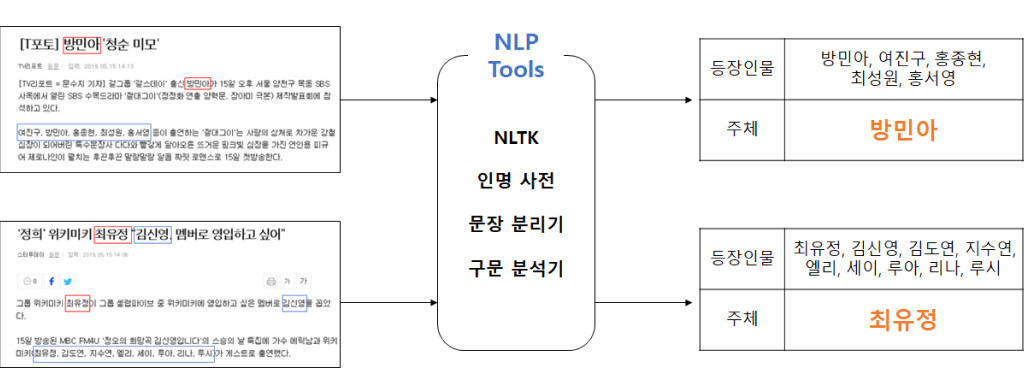 [T포토] 방민아 '청순 미모'
TV리포트 원문 입력 2019.05.15 14:13
[TV리포트 = 문수지 기자] 걸그룹 '걸스데이' 출신 방민아가 15일 오후 서울 양천구 목동 SBS
사옥에서 열린 SBS 수목드라마 '절대그이'(정정화 연출 양혁문, 장아미 극본) 제작발표회에 참
석하고 있다.
여진구, 방민아, 홍종현, 최성원, 홍서영 등이 출연하는 '절대그이'는 사랑의 상처로 차가운 강철
심장이 되어버린 특수분장사 다다와 빨갛게 달아오른 뜨거운 핑크빛 심장을 가진 연인용 피규
어 제로나인이 펼치는 후끈후끈 말랑말랑 달콤 짜릿 로맨스로 15일 첫방송한다.
'정희' 위키미키 최유정 "김신영, 멤버로 영입하고 싶어"
스타투데이 원문 입력 2019.05.15 14:08
0
가 가
그룹 위키미키 최유정이 그룹 셀럽파이브 중 위키미키에 영입하고 싶은 멤버로 김신영을 꼽았
다.
15일 방송된 MBC FM4U '정오의 희망곡 김신영입니다'의 스승의 날 특집에 가수 에릭남과 위키
미키(최유정, 김도연, 지수연, 엘리, 세이, 루아, 리나, 루시)가 게스트로 출연했다.
NLP
Tools
NLTK
인명 사전
문장 분리기
구문 분석기
등장인물 방민아, 여진구, 홍종현,
최성원, 홍서영
주체 방민아
등장인물 최유정, 김신영, 김도연, 지수연,
엘리, 세이, 루아, 리나, 루시
주체 최유정